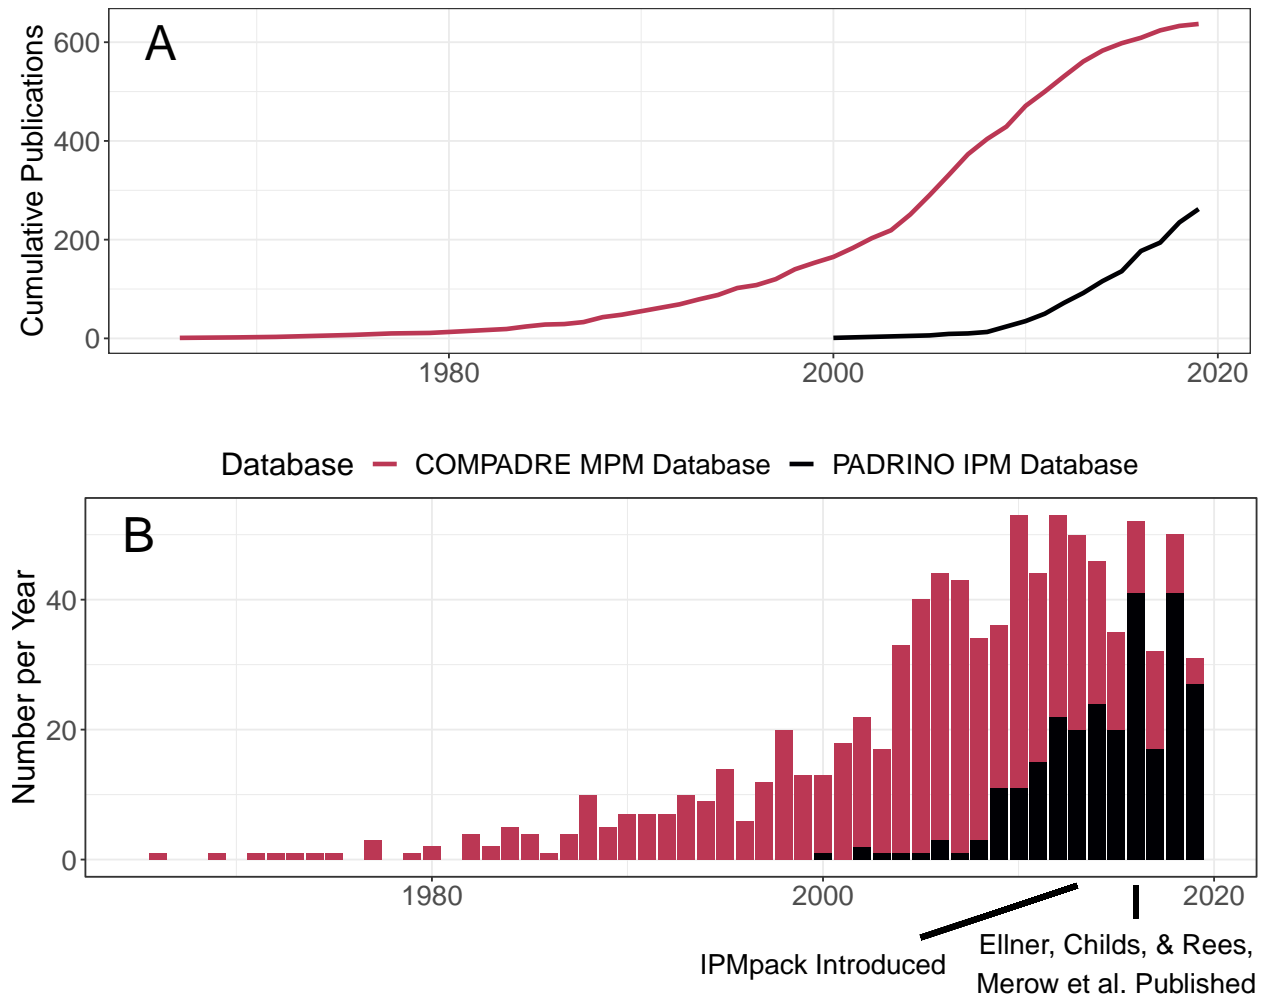 A
Cumulative Publications
600
400
200
0
1980
2000
2020
Database
COMPADRE MPM Database
PADRINO IPM Database
B
Number per Year
40
20
0
1980
2000
2020
IPMpack Introduced
Ellner, Childs, & Rees,
Merow et al. Published